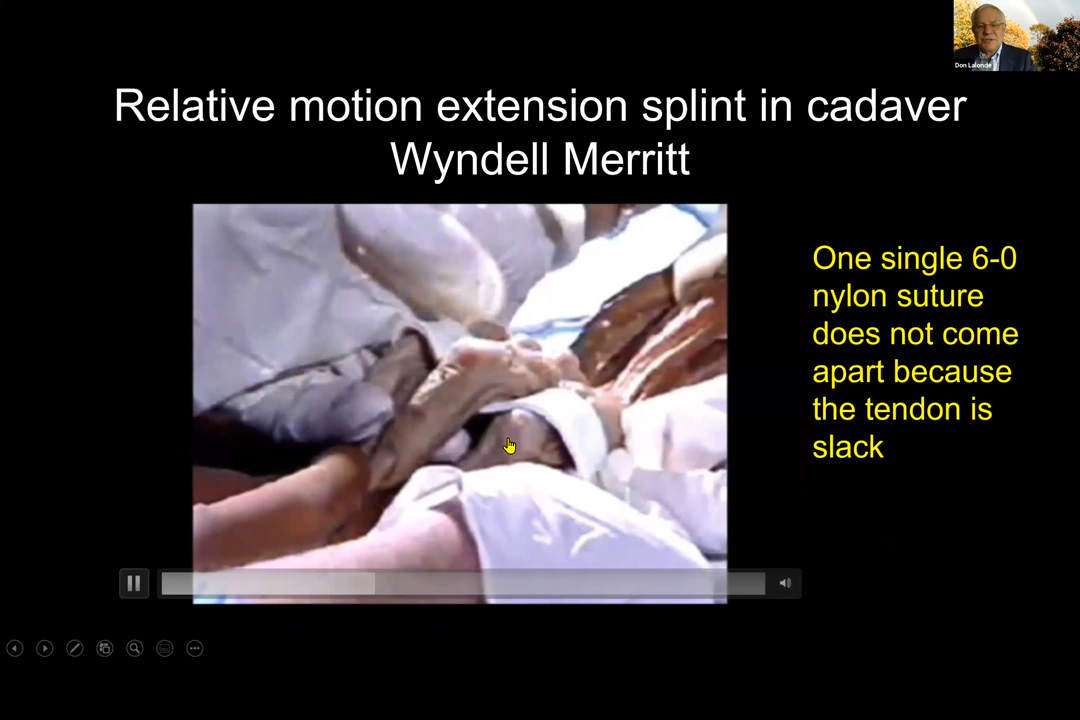 Don Lalonde
Relative motion extension splint in cadaver
Wyndell Merritt
One single 6-0
nylon suture
does not come
apart because
the tendon is
slack